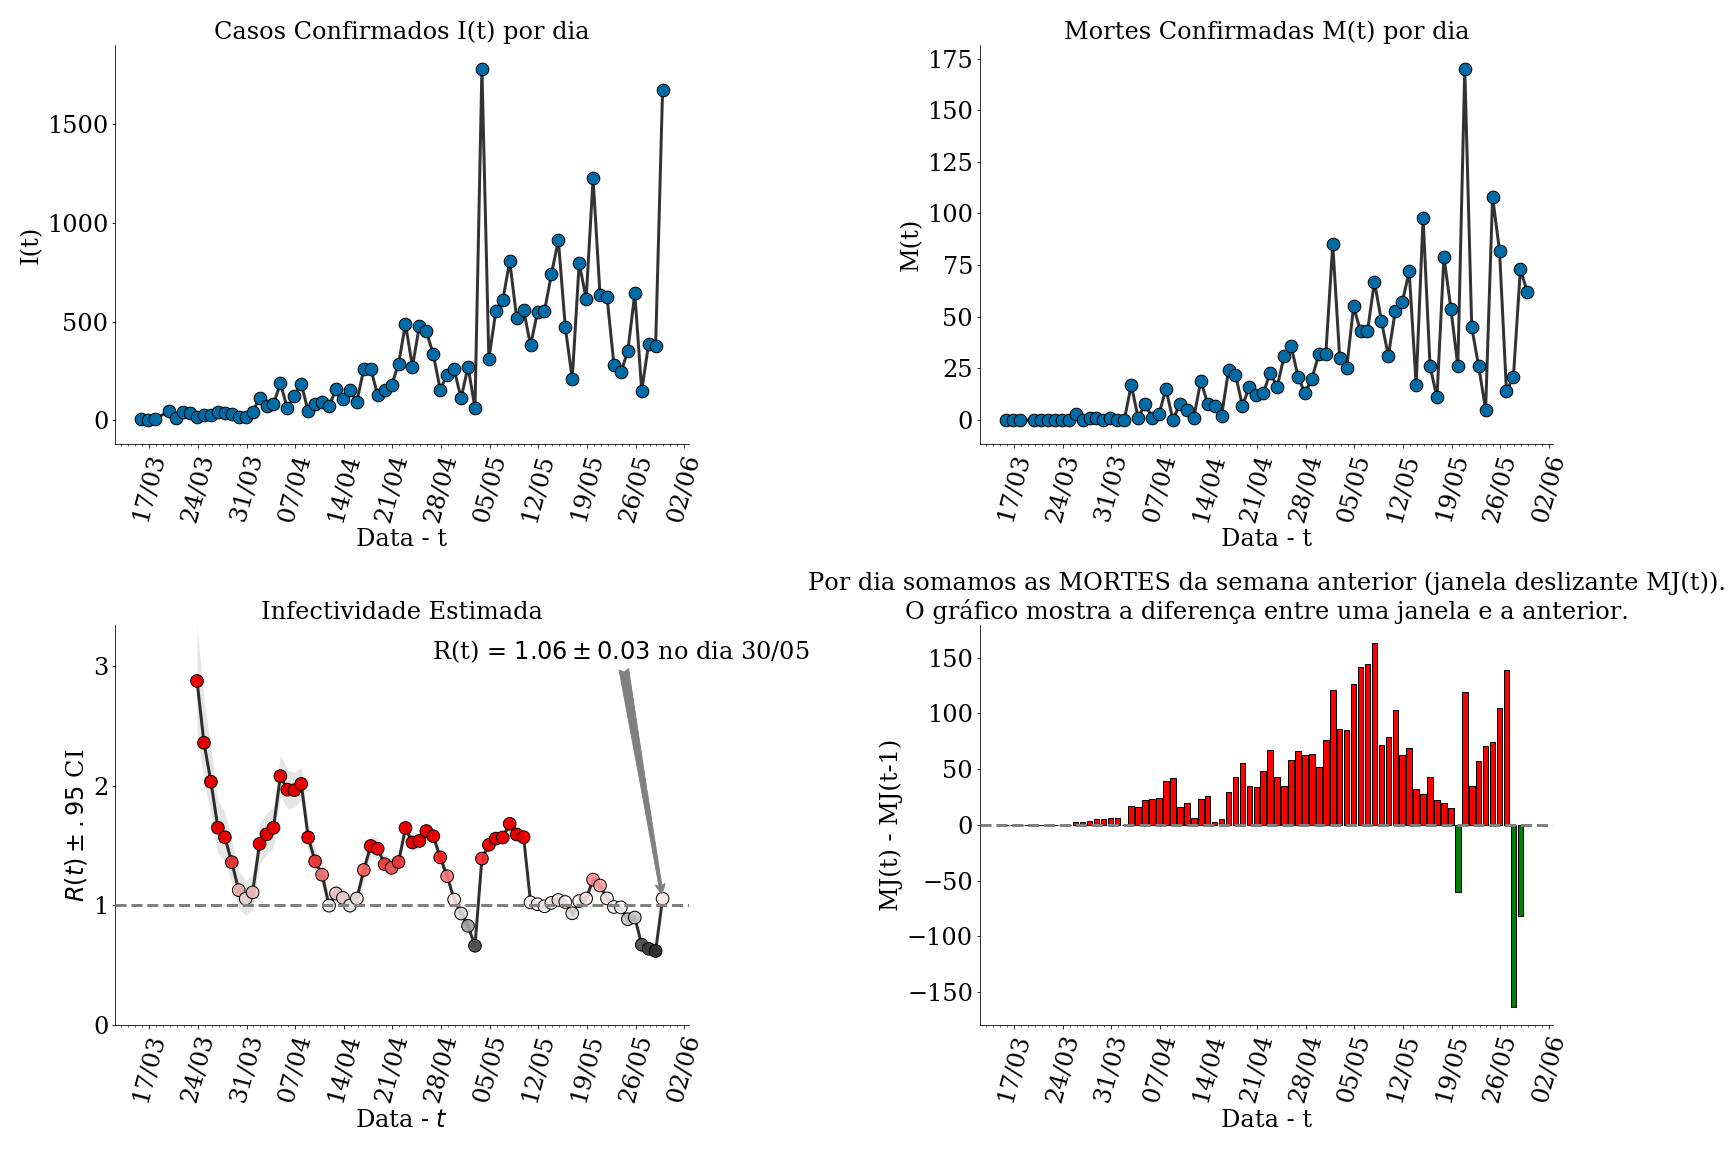 Casos Confirmados I(t) por dia
I(t)
1500
1000
500
0
17/03 24/03 31/03 07/04 14/04 21/04 28/04 05/05 12/05 19/05 26/05 02/06
Data - t
Mortes Confirmadas M(t) por dia
M(t)
175
150
125
100
75
50
25
0
17/03 24/03 31/03 07/04 14/04 21/04 28/04 05/05 12/05 19/05 26/05 02/06
Data - t
Infectividade Estimada
R(t) = 1.06 ± 0.03 no dia 30/05
R(t) ± .95 CI
3
2
1
0
17/03 24/03 31/03 07/04 14/04 21/04 28/04 05/05 12/05 19/05 26/05 02/06
Data - t
Por dia somamos as MORTES da semana anterior (janela deslizante MJ(t)).
O gráfico mostra a diferença entre uma janela e a anterior.
MJ(t) - MJ(t-1)
150
100
50
0
−50
−100
−150
17/03 24/03 31/03 07/04 14/04 21/04 28/04 05/05 12/05 19/05 26/05 02/06
Data - t